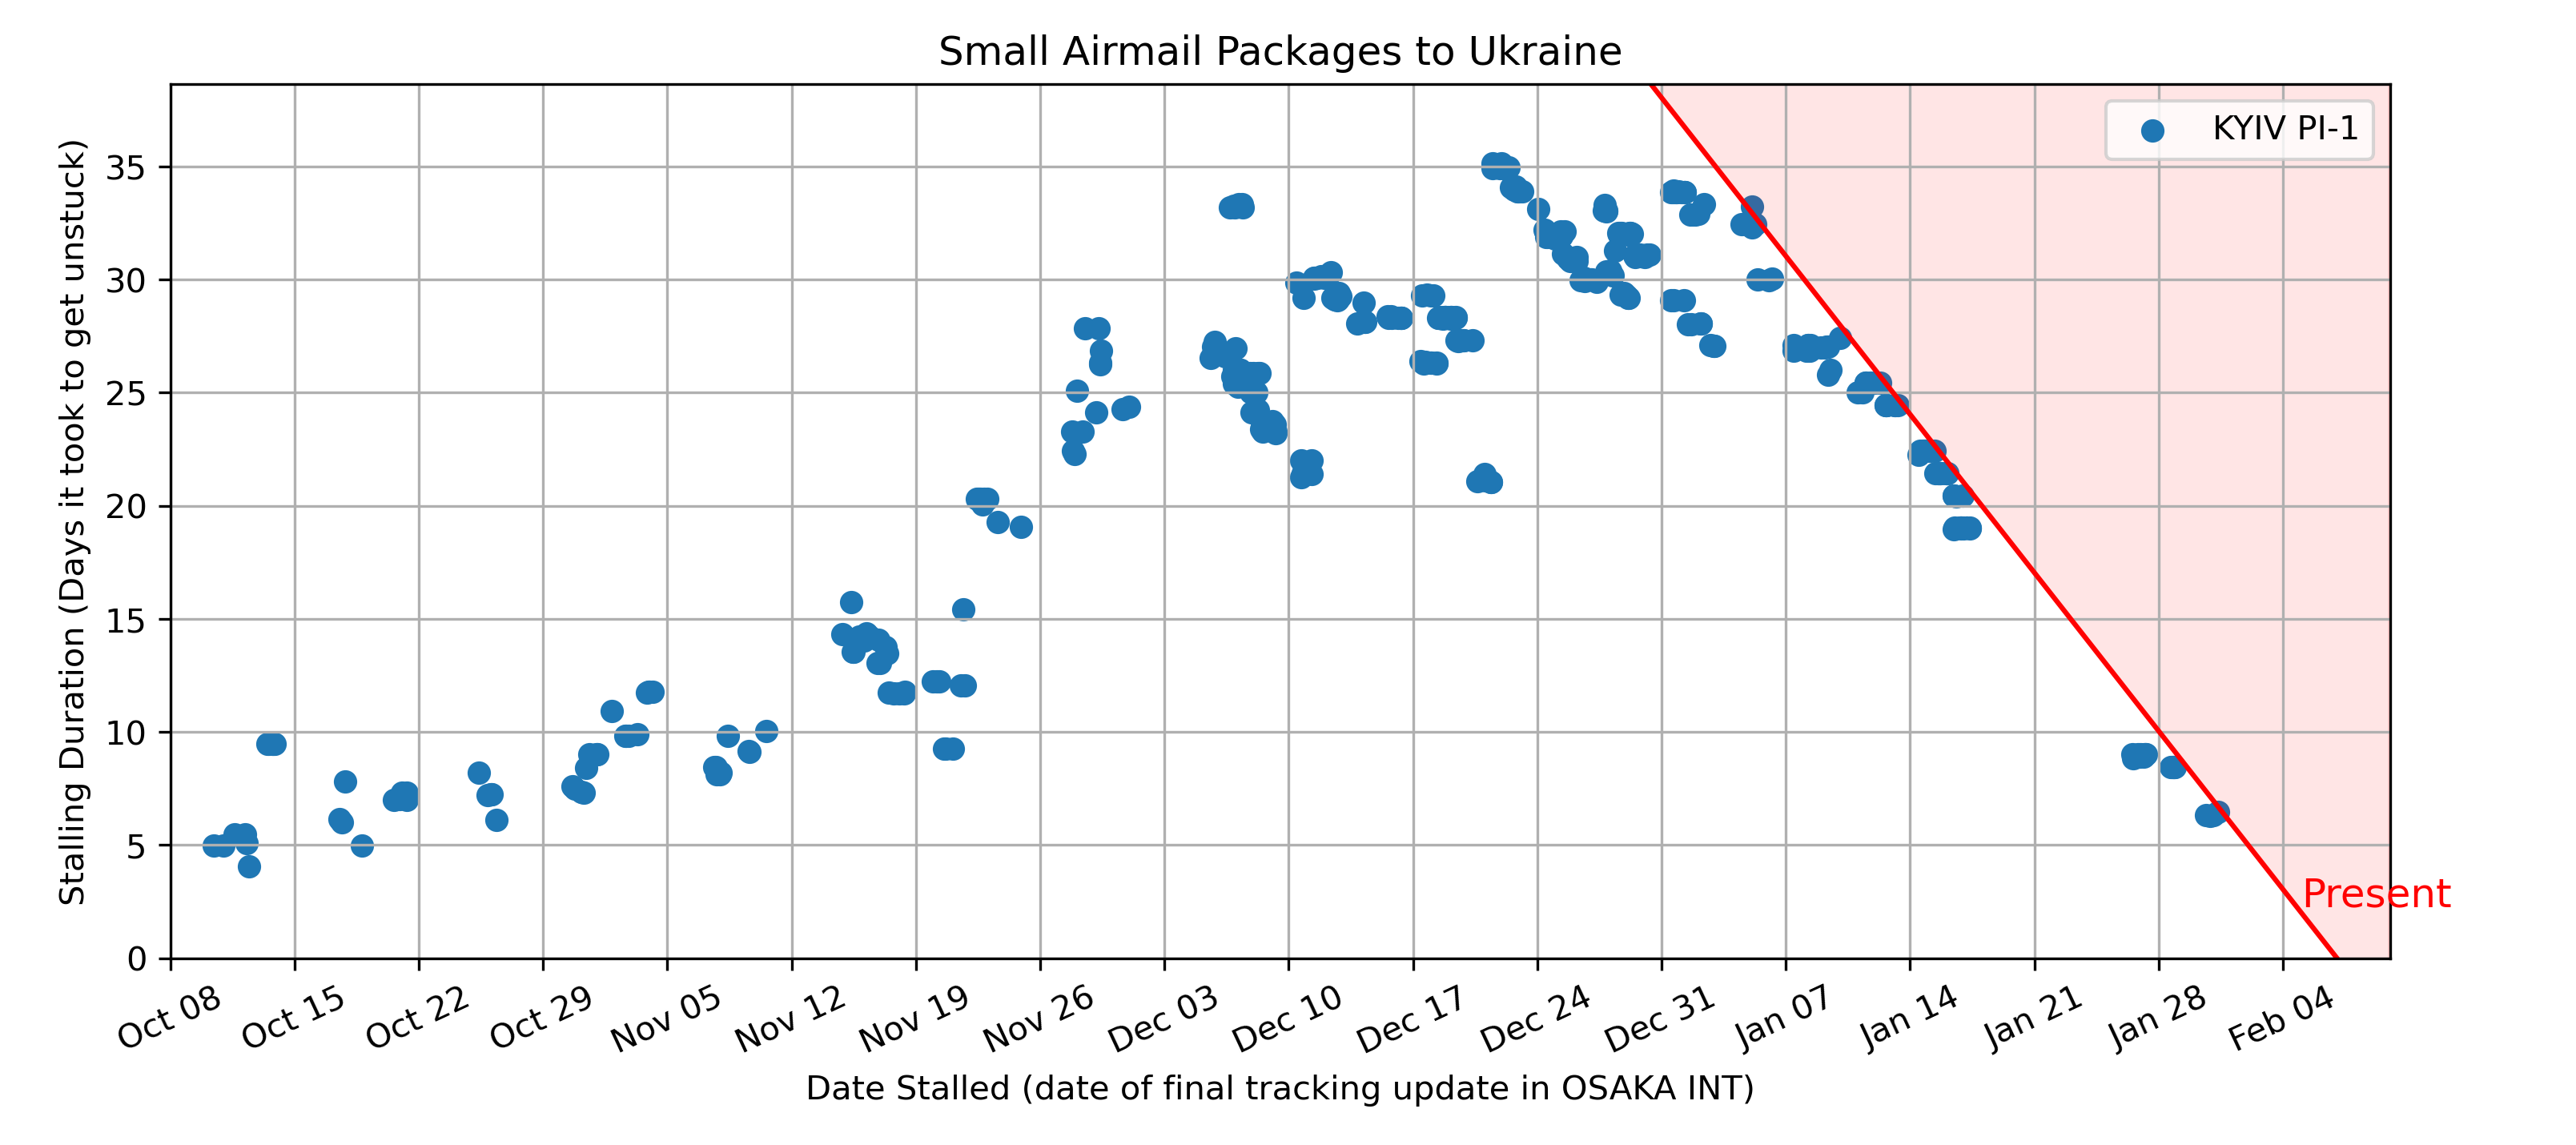 Small Airmail Packages to Ukraine
KYIV PI-1
Stalling Duration (Days it took to get unstuck)
35
30
25
20
15
10
5
0
Present
Oct 08
Oct 15
Oct 22
Oct 29
Nov 05
Nov 12
Nov 19
Nov 26
Dec 03
Dec 10
Dec 17
Dec 24
Dec 31
Jan 07
Jan 14
Jan 21
Jan 28
Feb 04
Date Stalled (date of final tracking update in OSAKA INT)